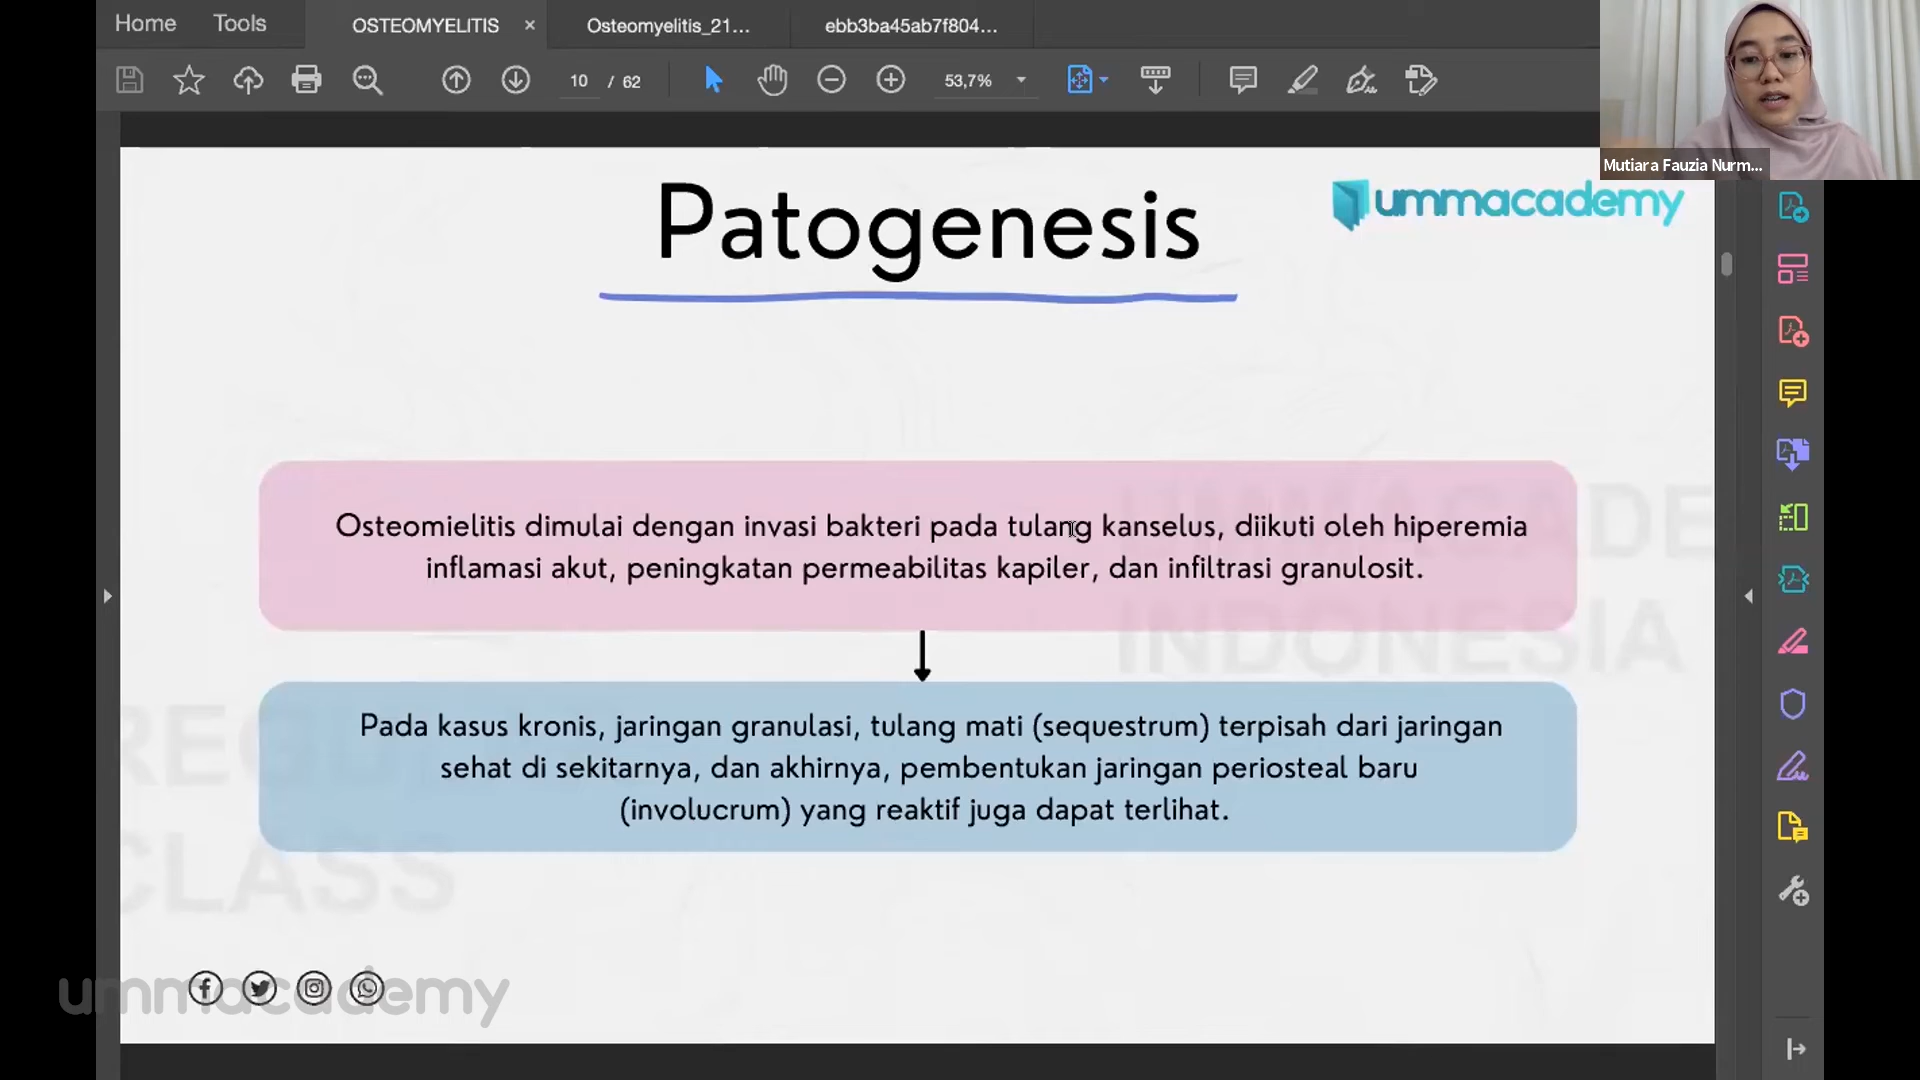 Home Tools OSTEOMYELITIS × Osteomyelitis_21... ebb3ba45ab7f804...
10 / 62 53,7%
Mutiara Fauzia Nurm...
ummacademy
Patogenesis
Osteomielitis dimulai dengan invasi bakteri pada tulang kanselus, diikuti oleh hiperemia
inflamasi akut, peningkatan permeabilitas kapiler, dan infiltrasi granulosit.
INDONESIA
Pada kasus kronis, jaringan granulasi, tulang mati (sequestrum) terpisah dari jaringan
sehat di sekitarnya, dan akhirnya, pembentukan jaringan periosteal baru
(involucrum) yang reaktif juga dapat terlihat.
CLASS
ummacademy